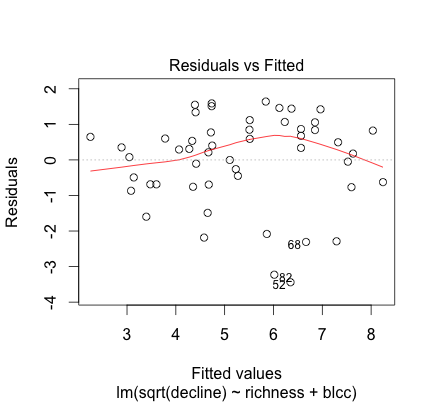 Residuals vs Fitted
Residuals
2
1
0
-1
-2
-3
-4
68
82
52
3 4 5 6 7 8
Fitted values
lm(sqrt(decline) ~ richness + blcc)